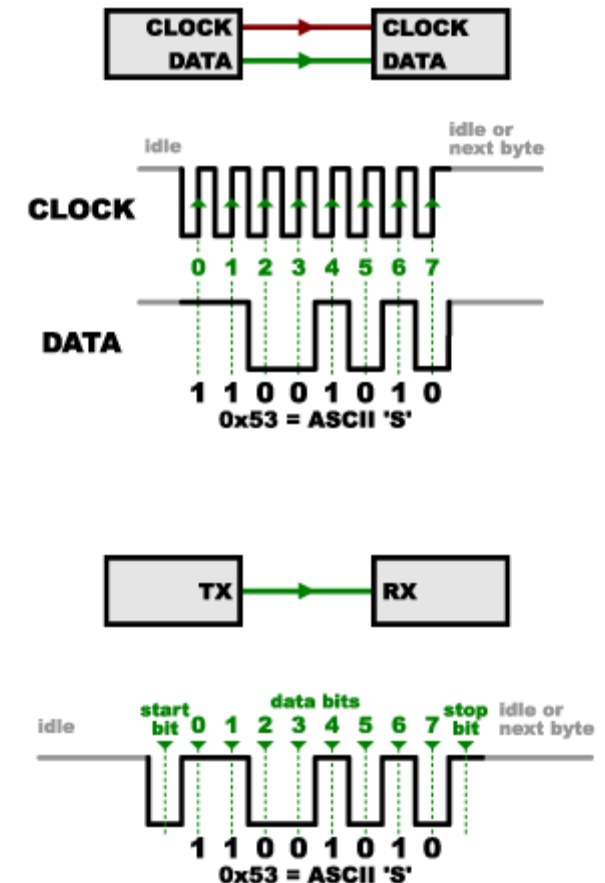 CLOCK CLOCK
DATA DATA
idle
idle or
next byte
CLOCK
0 1 2 3 4 5 6 7
DATA
1 1 0 0 1 0 1 0
0x53 = ASCII 'S'
TX RX
idle
start
bit
data bits
0 1 2 3 4 5 6 7
stop
bit
idle or
next byte
1 1 0 0 1 0 1 0
0x53 = ASCII 'S'